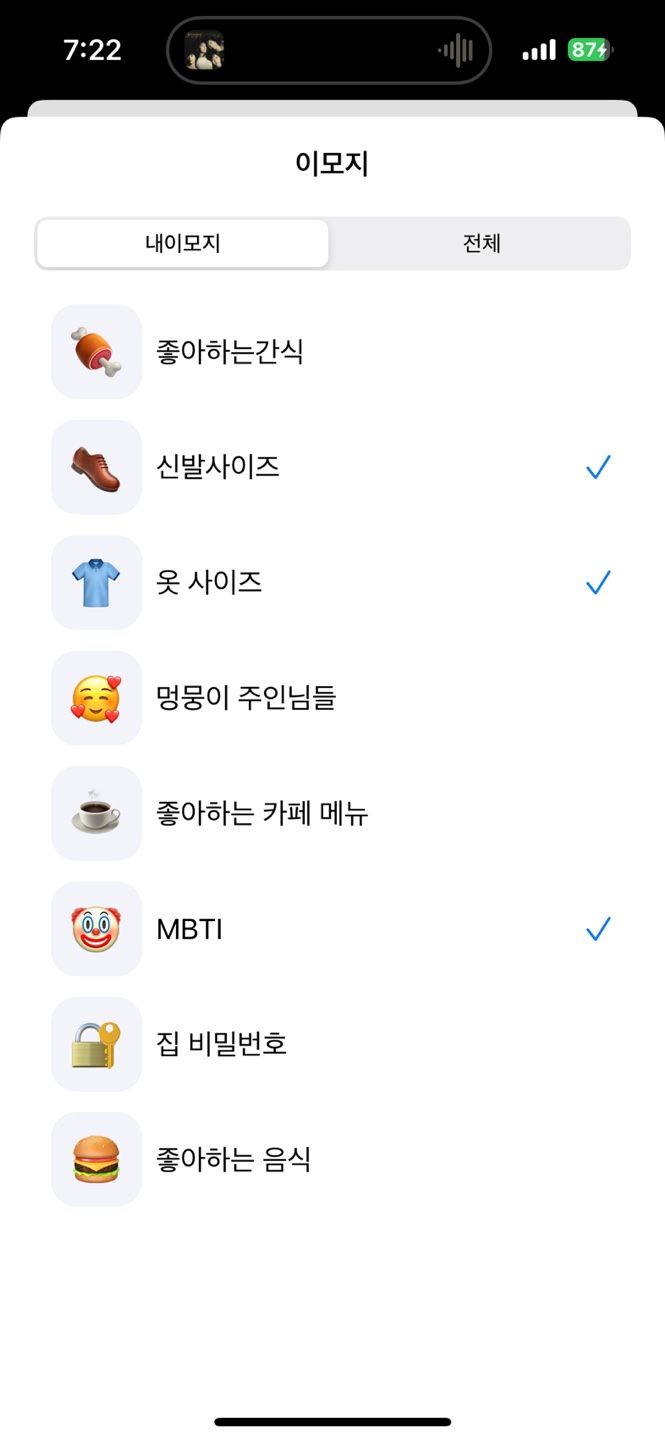 7:22
87
이모지
내이모지
전체
좋아하는간식
신발사이즈
옷 사이즈
멍뭉이 주인님들
좋아하는 카페 메뉴
MBTI
집 비밀번호
좋아하는 음식